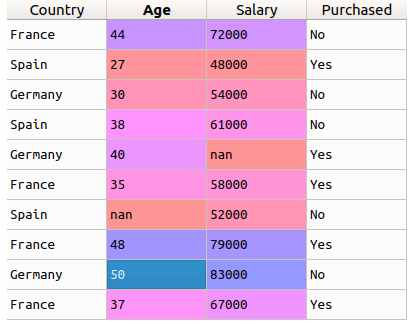 Country Age Salary Purchased
France 44 72000 No
Spain 27 48000 Yes
Germany 30 54000 No
Spain 38 61000 No
Germany 40 nan Yes
France 35 58000 Yes
Spain nan 52000 No
France 48 79000 Yes
Germany 50 83000 No
France 37 67000 Yes